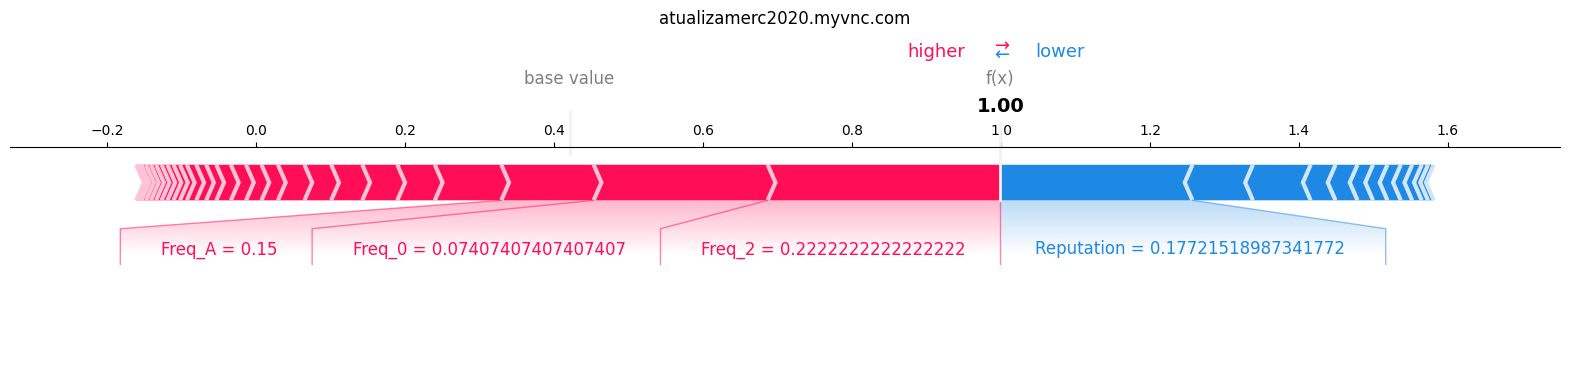 atualizamerc2020.myvnc.com
higher ⇄ lower
base value f(x)
1.00
−0.2 0.0 0.2 0.4 0.6 0.8 1.0 1.2 1.4 1.6
Freq_A = 0.15 Freq_0 = 0.07407407407407407 Freq_2 = 0.2222222222222222 Reputation = 0.17721518987341772